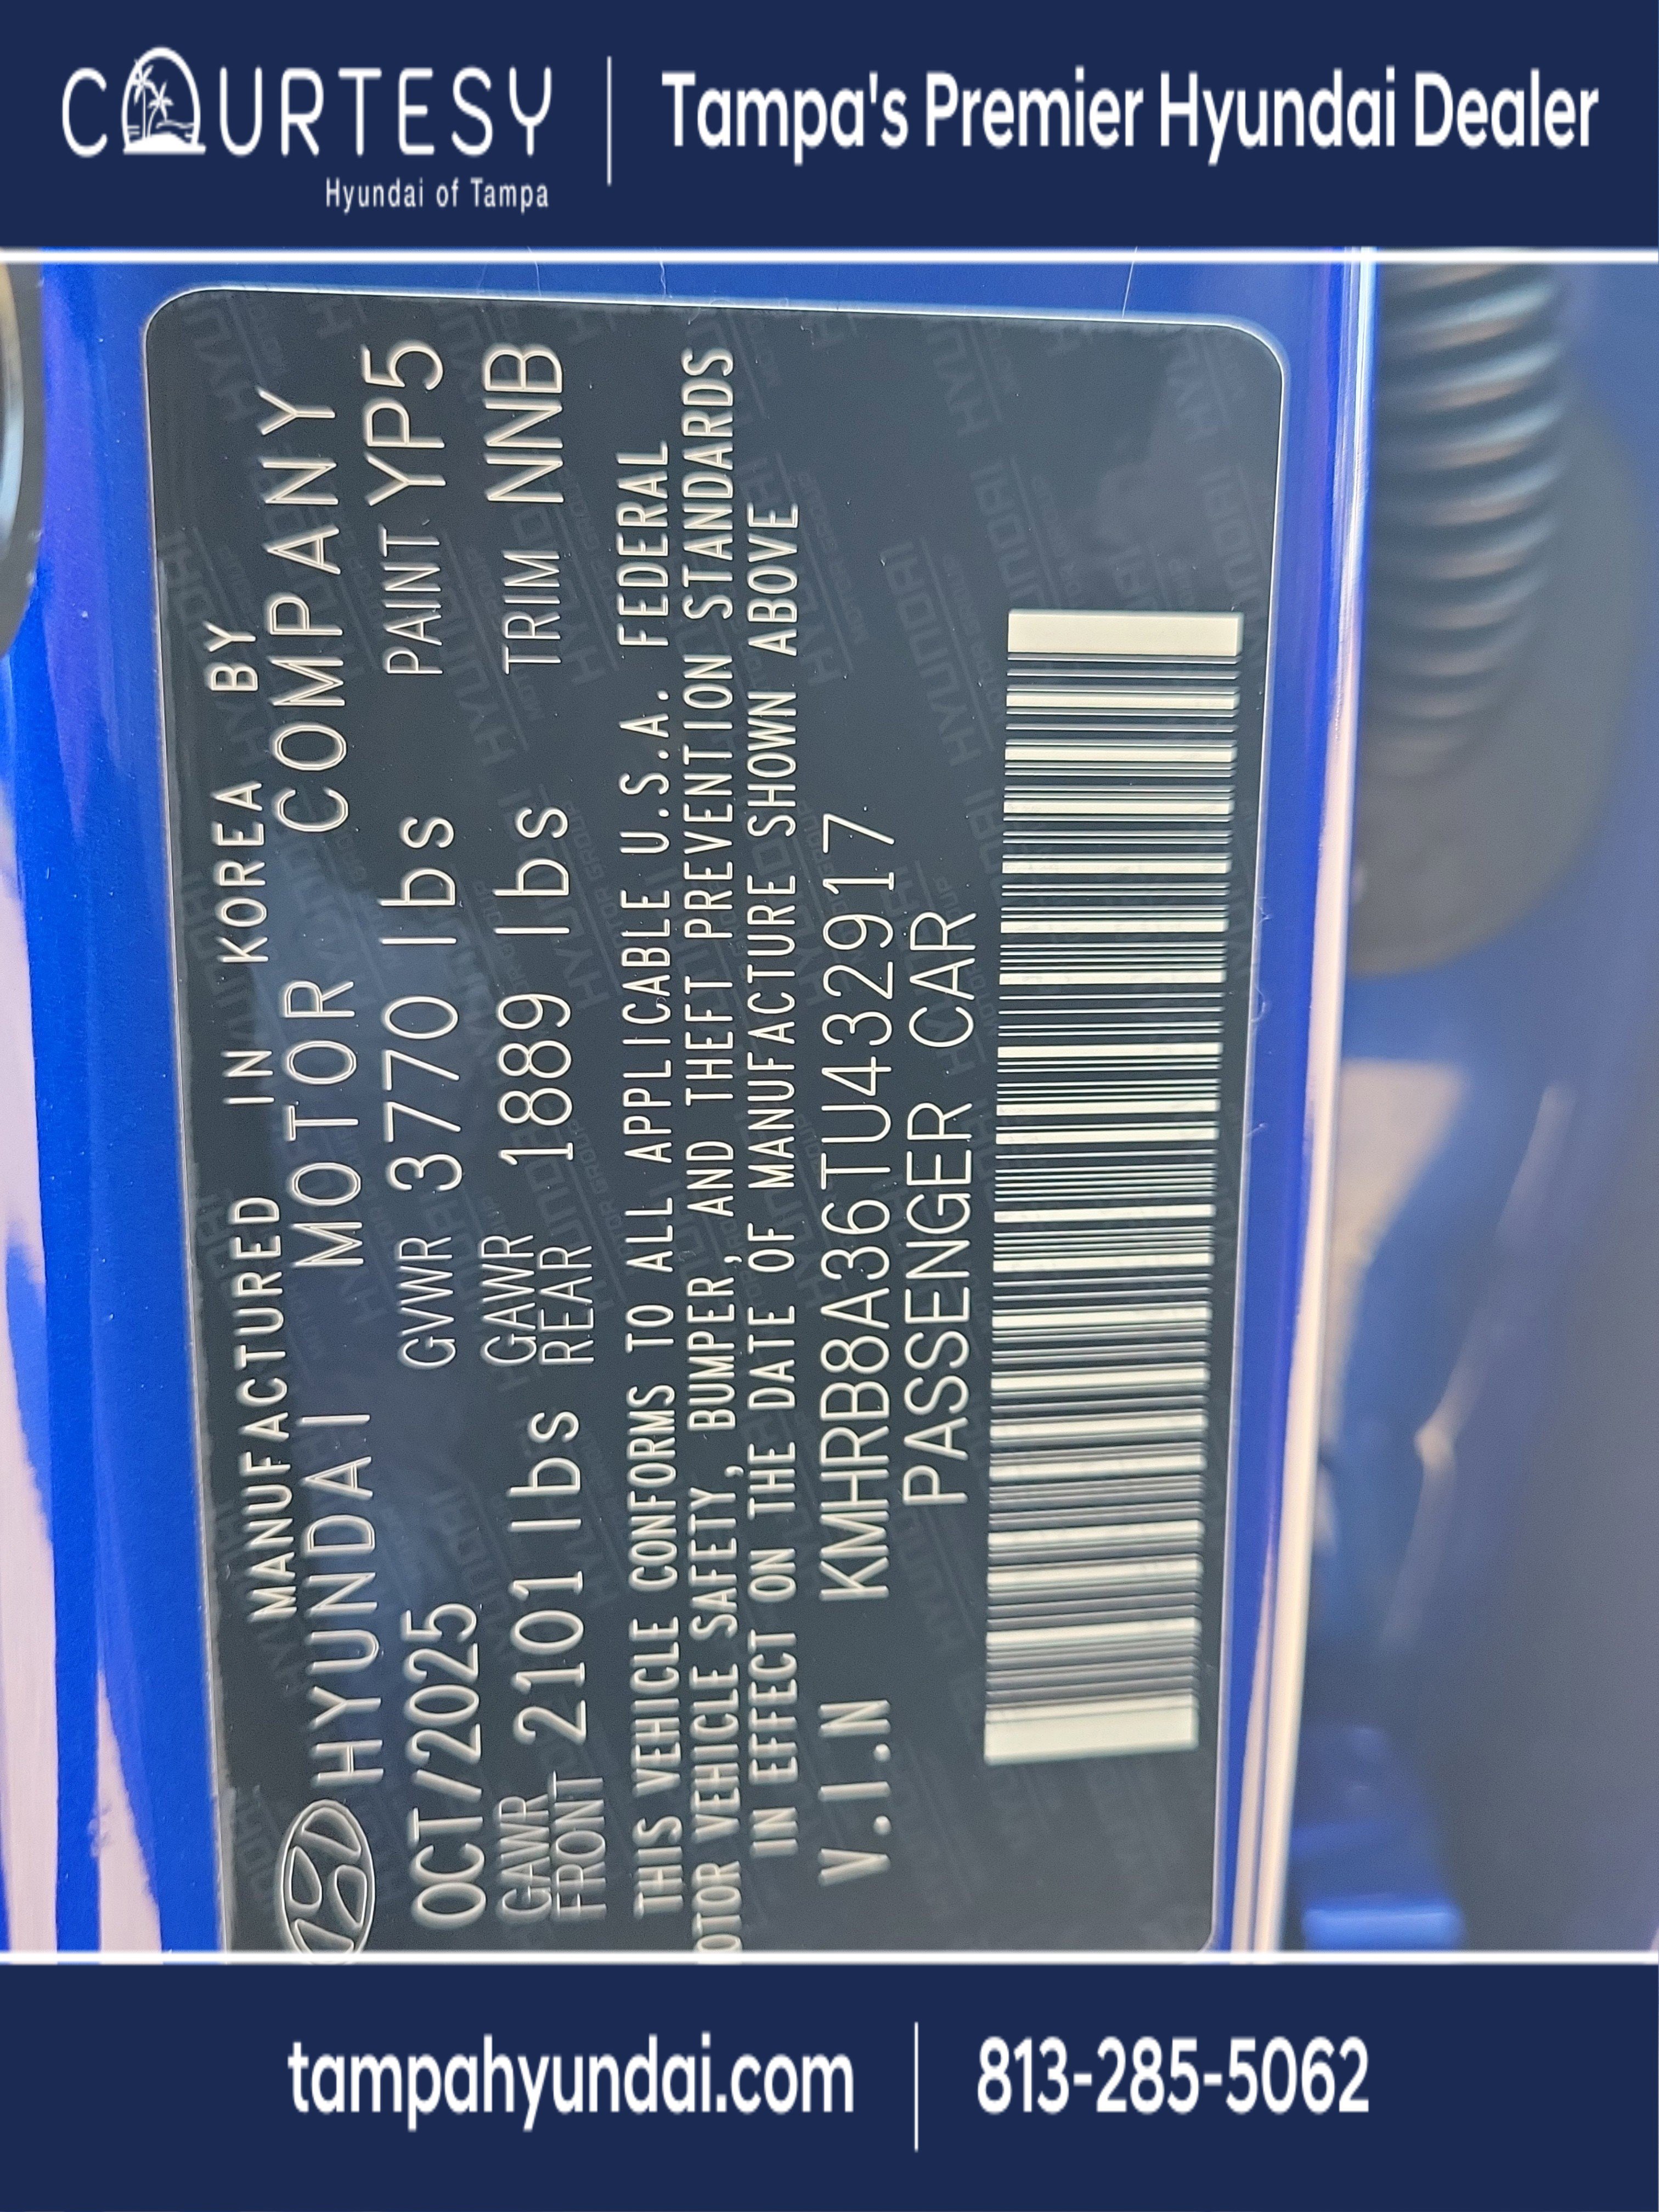 COURTESY
Hyundai of Tampa
Tampa's Premier Hyundai Dealer
MANUFACTURED IN KOREA BY
HYUNDAI MOTOR COMPANY
OCT/2025 GVWR 3770 lbs PAINT YP5
GAWR FRONT 2101 lbs GAWR REAR 1889 lbs TRIM NNB
THIS VEHICLE CONFORMS TO ALL APPLICABLE U.S.A. FEDERAL
OTOR VEHICLE SAFETY, BUMPER, AND THEFT PREVENTION STANDARDS
IN EFFECT ON THE DATE OF MANUFACTURE SHOWN ABOVE
V.I.N KMHRB8A36TU432917
PASSENGER CAR
tampahyundai.com
813-285-5062